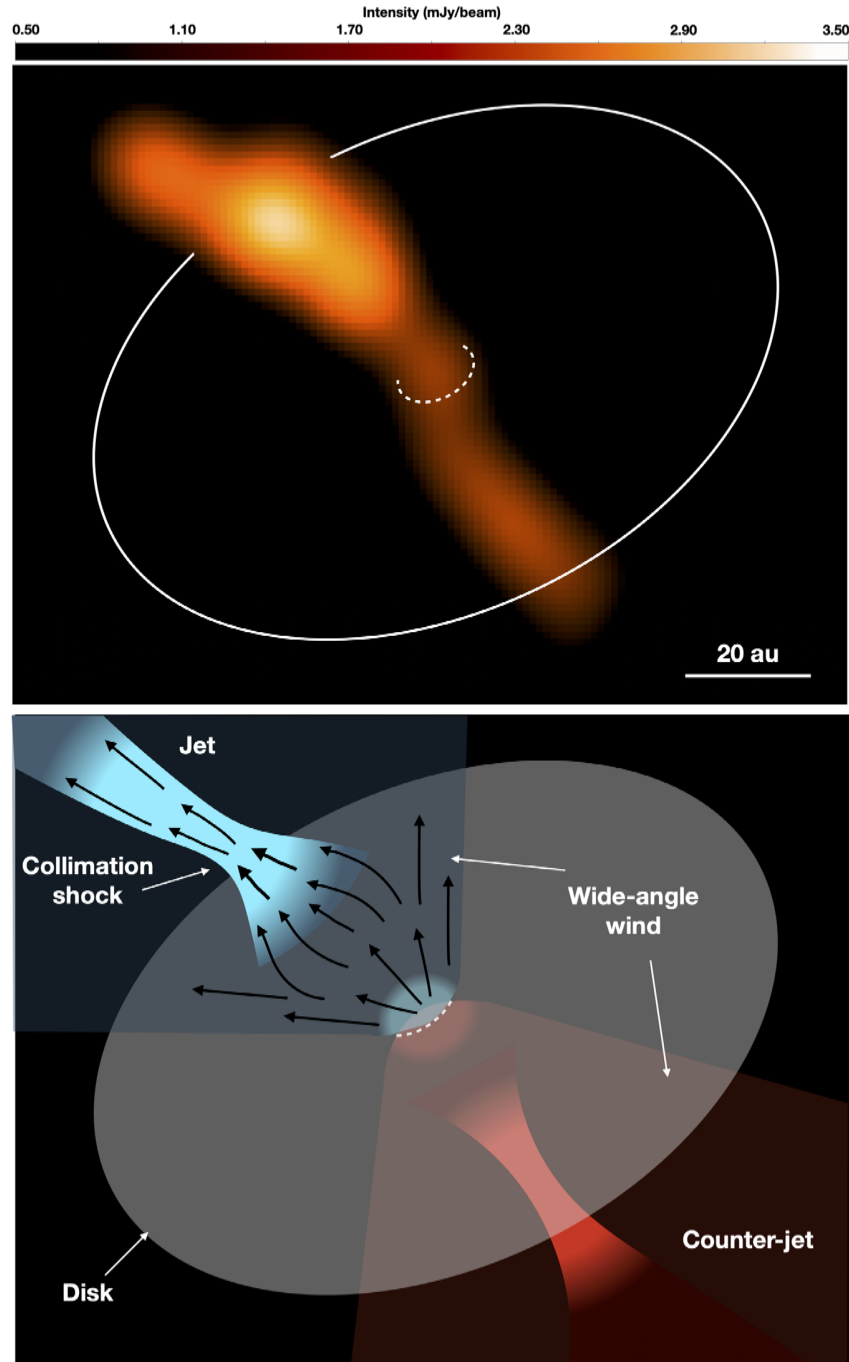 Intensity (mJy/beam)
0.50 1.10 1.70 2.30 2.90 3.50
20 au
Jet
Collimation
shock
Wide-angle
wind
Counter-jet
Disk